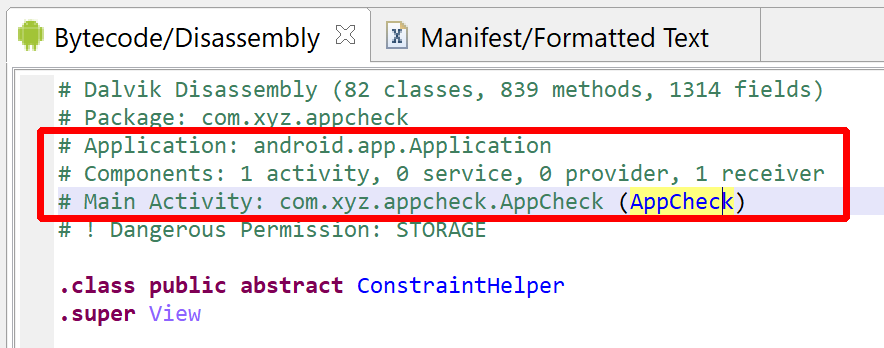 Bytecode/Disassembly
Manifest/Formatted Text
# Dalvik Disassembly (82 classes, 839 methods, 1314 fields)
# Package: com.xyz.appcheck
# Application: android.app.Application
# Components: 1 activity, 0 service, 0 provider, 1 receiver
# Main Activity: com.xyz.appcheck.AppCheck (AppCheck)
# ! Dangerous Permission: STORAGE
.class public abstract ConstraintHelper
.super View